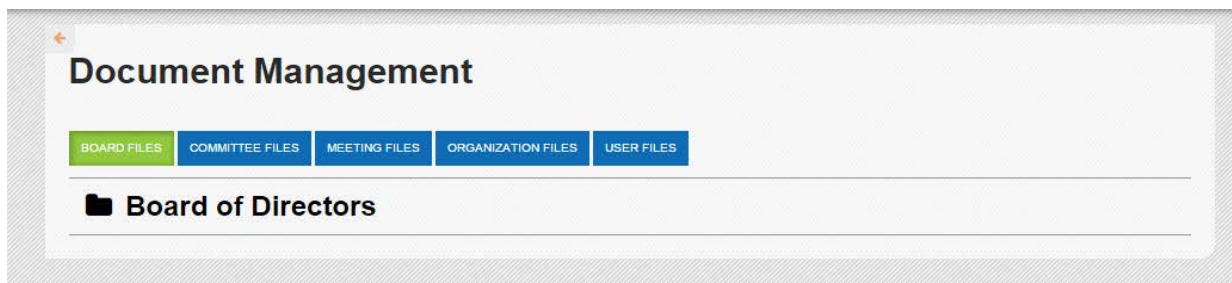 Document Management
BOARD FILES COMMITTEE FILES MEETING FILES ORGANIZATION FILES USER FILES
Board of Directors